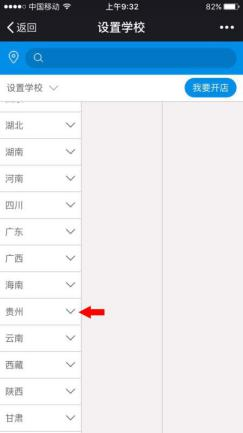 中国移动 上午9:32 82%
返回 设置学校
设置学校 我要开店
湖北
湖南
河南
四川
广东
广西
海南
贵州
云南
西藏
陕西
甘肃